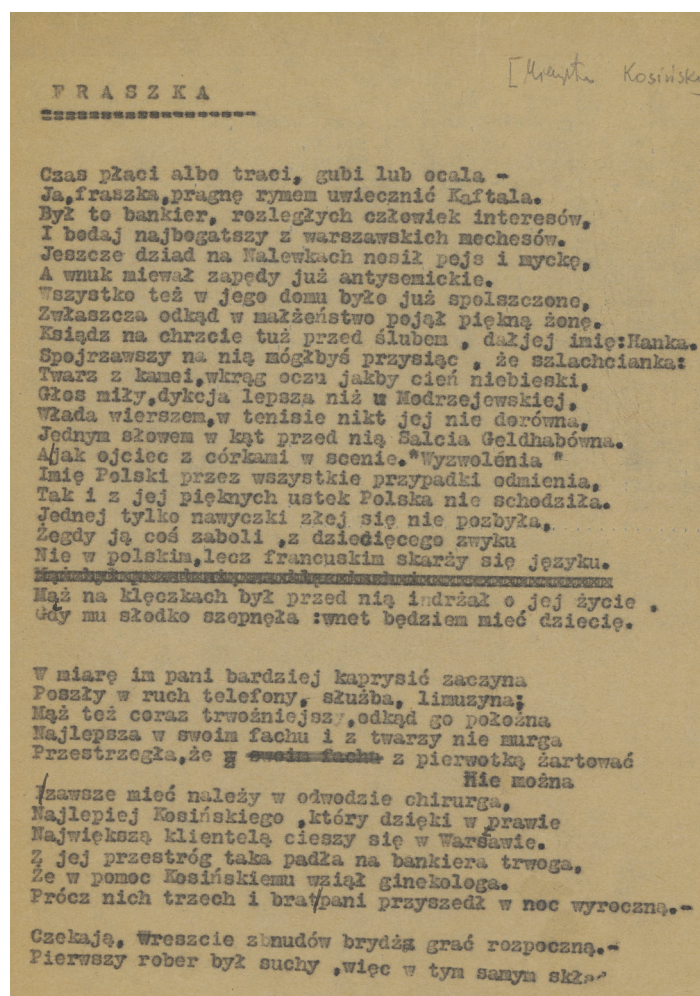 [ Kosińsk
F R A S Z K A
Czas płaci albo traci, gubi lub ocala -
Ja,fraszka,pragnę rymem uwiecznić Kaftala.
Był to bankier, rozległych człowiek interesów,
I bodaj najbogatszy z warszawskich mechesów.
Jeszcze dziad na Nalewkach nosił pejs i myckę,
A wnuk miewał zapędy już antysemickie.
Wszystko też w jego domu było już spolszczone,
Zwłaszcza odkąd w małżeństwo pojął piękną żonę.
Ksiądz na chrzcie tuż przed ślubem , dałjej imię:Hanka.
Spojrzawszy na nią mógłbyś przysiąc , że szlachcianka:
Twarz z kamei,wkrąg oczu jakby cień niebieski,
Głos miły,dykcja lepsza niż u Modrzejewskiej,
Włada wierszem,w tenisie nikt jej nie dorówna,
Jednym słowem w kąt przed nią Salcia Geldhabówna.
A/jak ojciec z córkami w scenie."Wyzwolenia "
Imię Polski przez wszystkie przypadki odmienia,
Tak i z jej pięknych ustek Polska nie schodziła.
Jednej tylko nawyczki złej się nie pozbyła,
Żegdy ją coś zaboli ,z dziecięcego zwyku
Nie w polskim,lecz francuskim skarży się języku.
Mąż na klęczkach był przed nią indrżał o jej życie .
Gdy mu słodko szepnęła :wnet będziem mieć dziecię.
W miarę im pani bardziej kaprysić zaczyna
Poszły w ruch telefony, służba, limuzyna;
Mąż też coraz trwożniejszy,odkąd go położna
Najlepsza w swoim fachu i z twarzy nie murga
Przestrzegła,że g swoim fachu z pierwotką żartować
Nie można
Izawsze mieć należy w odwodzie chirurga,
Najlepiej Kosińskiego ,który dzięki w prawie
Największą klientelą cieszy się w Warsawie.
Z jej przestróg taka padła na bankiera trwoga,
Że w pomoc Kosińskiemu wziął ginekologa.
Prócz nich trzech i brat/pani przyszedł w noc wyroczną.-
Czekają, Wreszcie zbnudów brydża grać rozpoczną.-
Pierwszy rober był suchy ,więc w tym samym skła